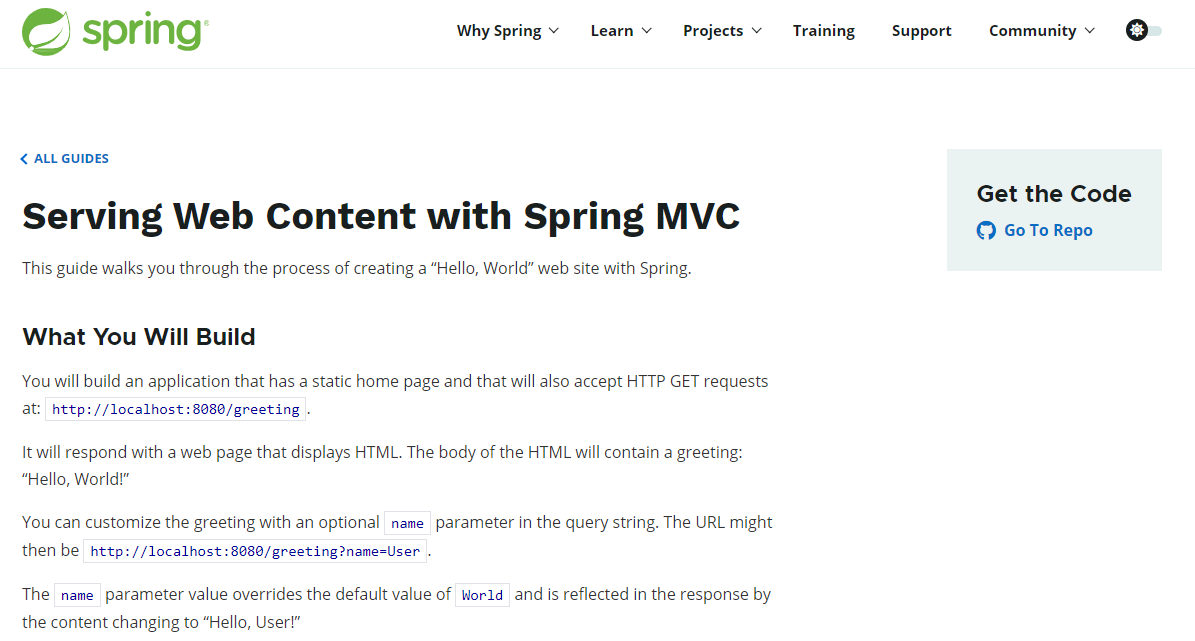 spring
Why Spring
Learn
Projects
Training
Support
Community
ALL GUIDES
Serving Web Content with Spring MVC
This guide walks you through the process of creating a “Hello, World” web site with Spring.
What You Will Build
You will build an application that has a static home page and that will also accept HTTP GET requests
at: http://localhost:8080/greeting.
It will respond with a web page that displays HTML. The body of the HTML will contain a greeting:
“Hello, World!”
You can customize the greeting with an optional name parameter in the query string. The URL might
then be http://localhost:8080/greeting?name=User.
The name parameter value overrides the default value of World and is reflected in the response by
the content changing to “Hello, User!”
Get the Code
Go To Repo